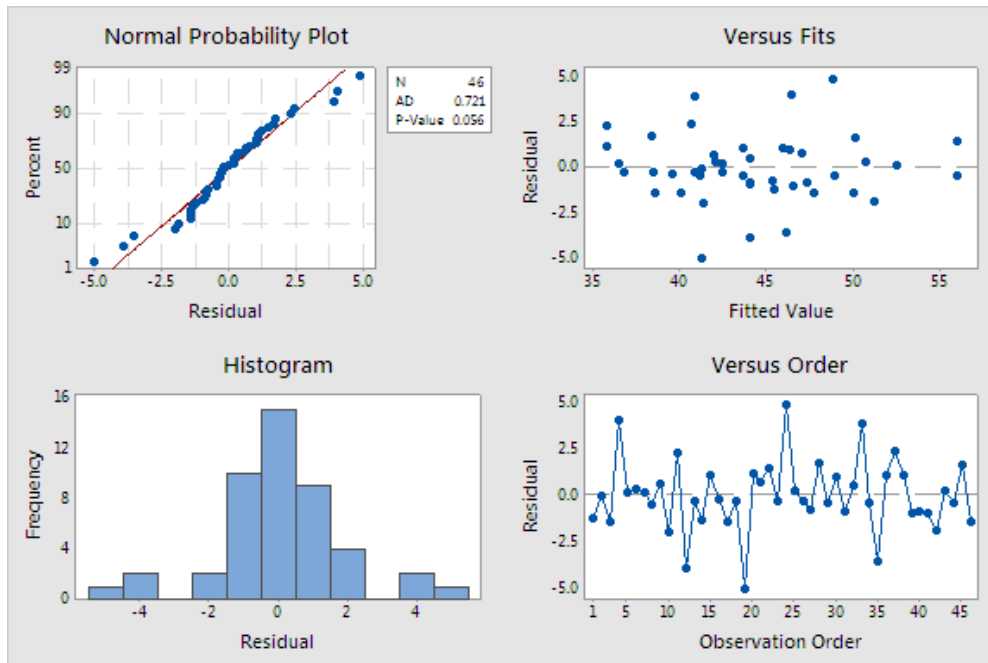 Normal Probability Plot
99
90
50
10
1
Percent
-5.0 -2.5 0.0 2.5 5.0
Residual
N 46
AD 0.721
P-Value 0.056
Versus Fits
5.0
2.5
0.0
-2.5
-5.0
Residual
35 40 45 50 55
Fitted Value
Histogram
16
12
8
4
0
Frequency
-4 -2 0 2 4
Residual
Versus Order
5.0
2.5
0.0
-2.5
-5.0
Residual
1 5 10 15 20 25 30 35 40 45
Observation Order